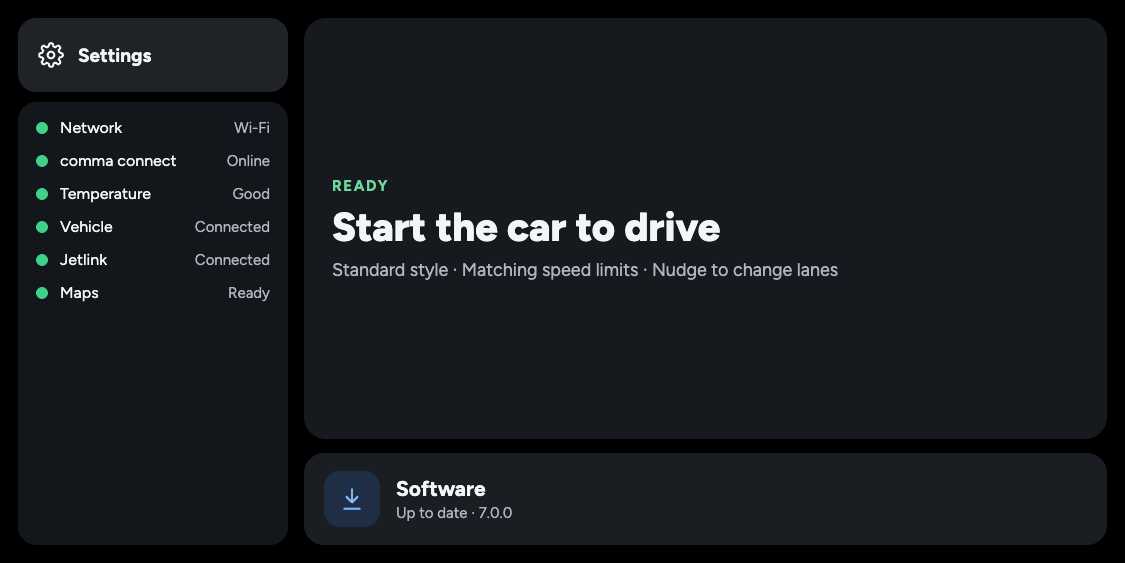 Settings
Network Wi-Fi
comma connect Online
Temperature Good
Vehicle Connected
Jetlink Connected
Maps Ready
READY
Start the car to drive
Standard style · Matching speed limits · Nudge to change lanes
Software
Up to date · 7.0.0